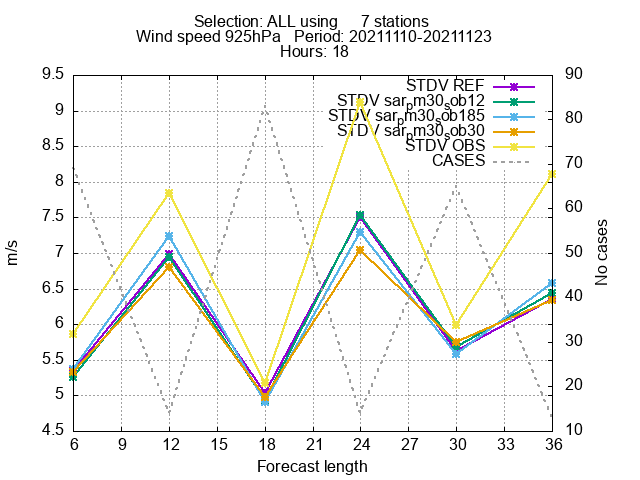 Selection: ALL using 7 stations
Wind speed 925hPa Period: 20211110-20211123
Hours: 18
9.5
9
8.5
8
7.5
7
6.5
6
5.5
5
4.5
m/s
90
80
70
60
50
40
30
20
10
No cases
STDV REF
STDV sar_pm30_sob12
STDV sar_pm30_sob185
STDV sar_pm30_sob30
STDV OBS
CASES
6 9 12 15 18 21 24 27 30 33 36
Forecast length